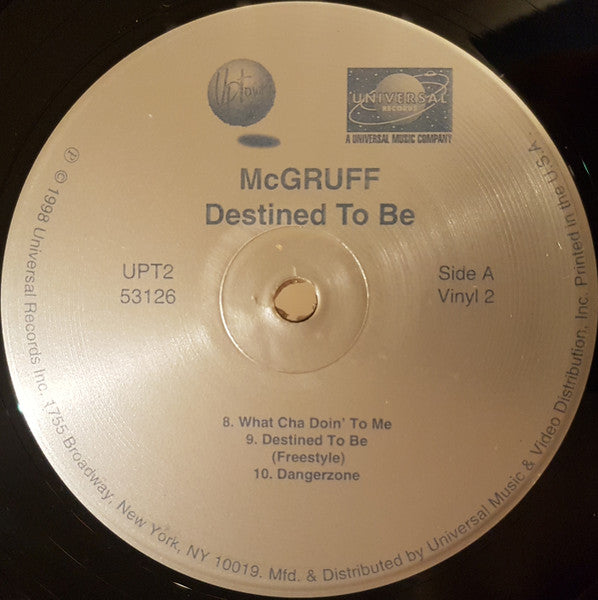 Uptown
UNIVERSAL
RECORDS
A UNIVERSAL MUSIC COMPANY
McGRUFF
Destined To Be
UPT2
53126
Side A
Vinyl 2
8. What Cha Doin' To Me
9. Destined To Be
(Freestyle)
10. Dangerzone
℗ © 1998 Universal Records Inc. 1755 Broadway, New York, NY 10019. Mfd. & Distributed by Universal Music & Video Distribution, Inc. Printed in the U.S.A.